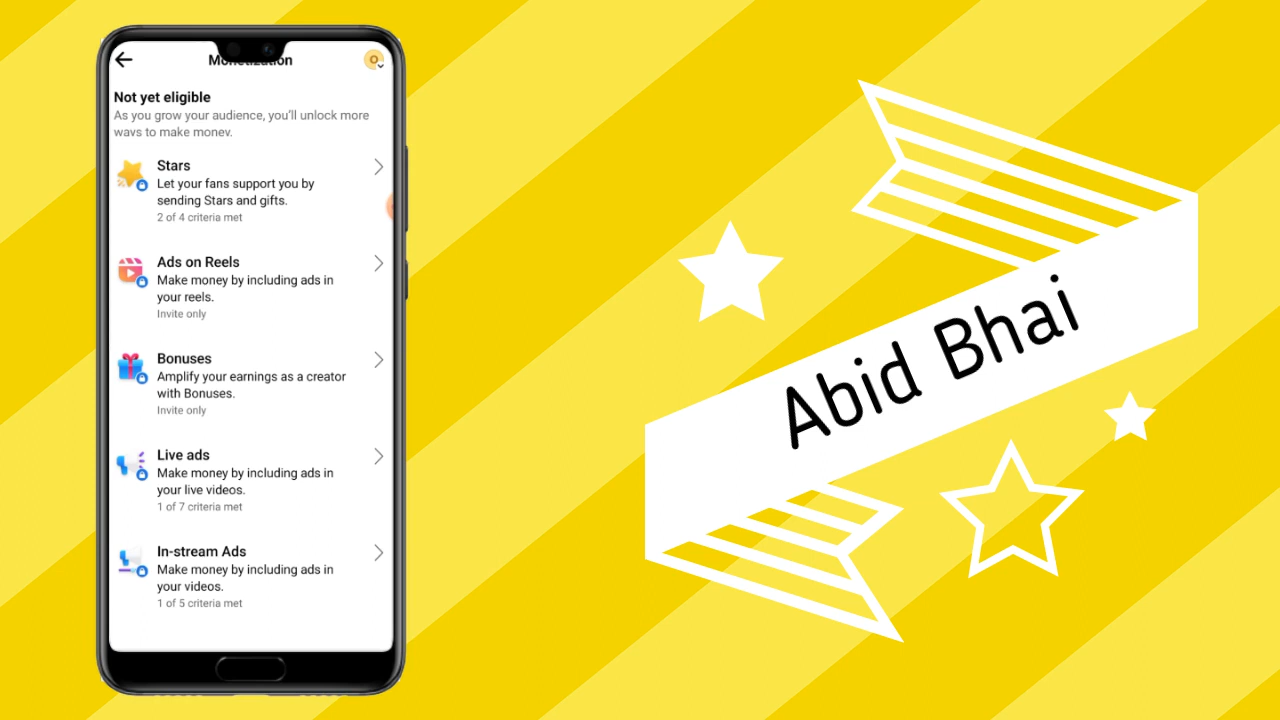 Monetization
O
Not yet eligible
As you grow your audience, you'll unlock more
ways to make money.
Stars
Let your fans support you by
sending Stars and gifts.
2 of 4 criteria met
Ads on Reels
Make money by including ads in
your reels.
Invite only
Bonuses
Amplify your earnings as a creator
with Bonuses.
Invite only
Live ads
Make money by including ads in
your live videos.
1 of 7 criteria met
In-stream Ads
Make money by including ads in
your videos.
1 of 5 criteria met
Abid Bhai